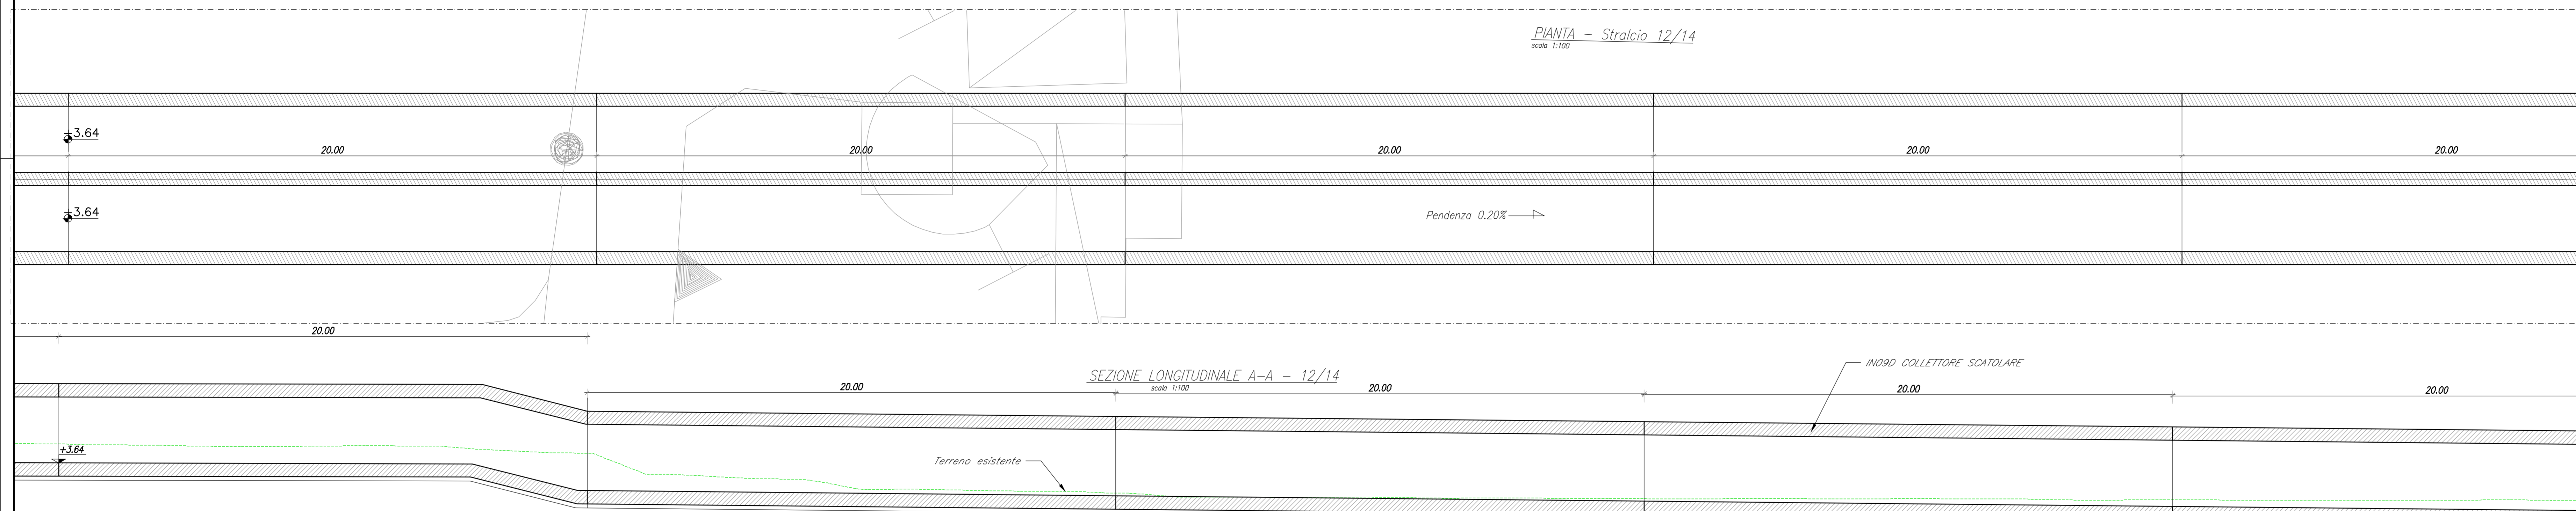 PIANTA - Stralcio 12/14
scala 1:100
+3.64
20.00
20.00
20.00
20.00
20.00
+3.64
Pendenza 0.20%
20.00
IN09D COLLETTORE SCATOLARE
SEZIONE LONGITUDINALE A-A - 12/14
scala 1:100
20.00
20.00
20.00
20.00
+3.64
Terreno esistente